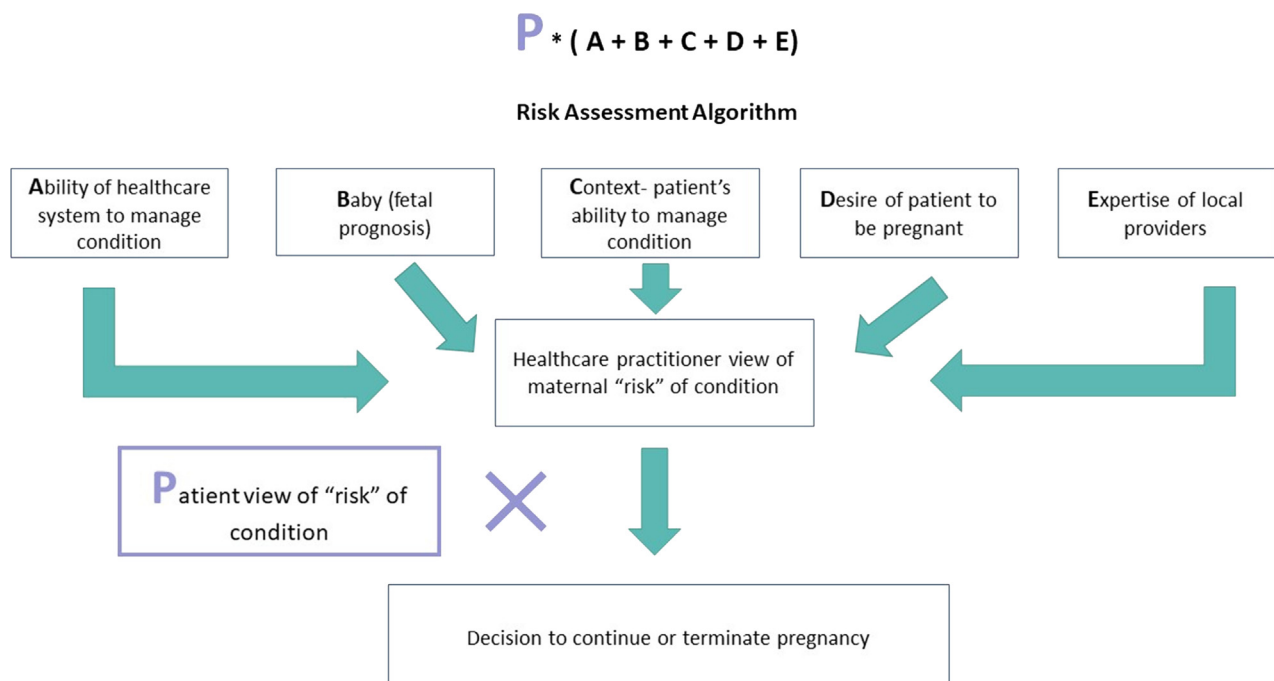 P * ( A + B + C + D + E)
Risk Assessment Algorithm
Ability of healthcare
system to manage
condition
Baby (fetal
prognosis)
Context- patient’s
ability to manage
condition
Desire of patient to
be pregnant
Expertise of local
providers
Healthcare practitioner view of
maternal “risk” of condition
Patient view of “risk” of
condition
Decision to continue or terminate pregnancy